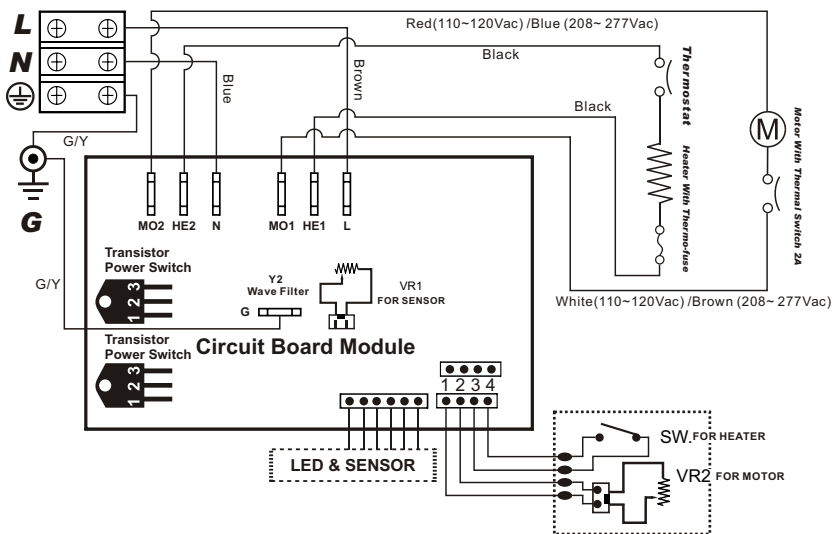 L
N
G
Red(110~120Vac) /Blue (208~ 277Vac)
Black
Blue
Brown
Black
Thermostat
Heater With Thermo-fuse
M
Motor With Thermal Switch 2A
G/Y
G/Y
MO2 HE2 N MO1 HE1 L
White(110~120Vac) /Brown (208~ 277Vac)
Transistor
Power Switch
1 2 3
Y2
Wave Filter
G
VR1
FOR SENSOR
Transistor
Power Switch
1 2 3
Circuit Board Module
1 2 3 4
LED & SENSOR
SW.FOR HEATER
VR2 FOR MOTOR